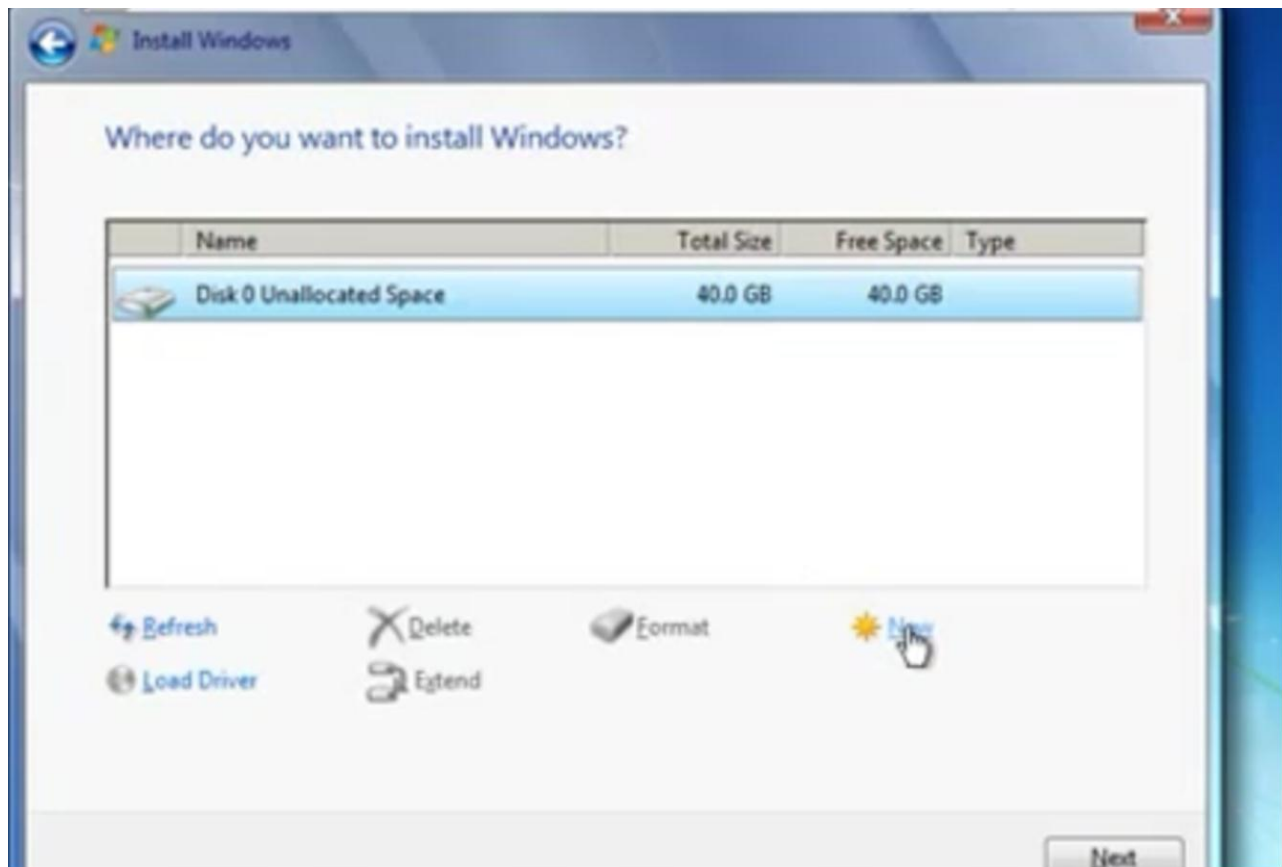 Install Windows
Where do you want to install Windows?
Name Total Size Free Space Type
Disk 0 Unallocated Space 40.0 GB 40.0 GB
Refresh Delete Format New
Load Driver Extend
Next